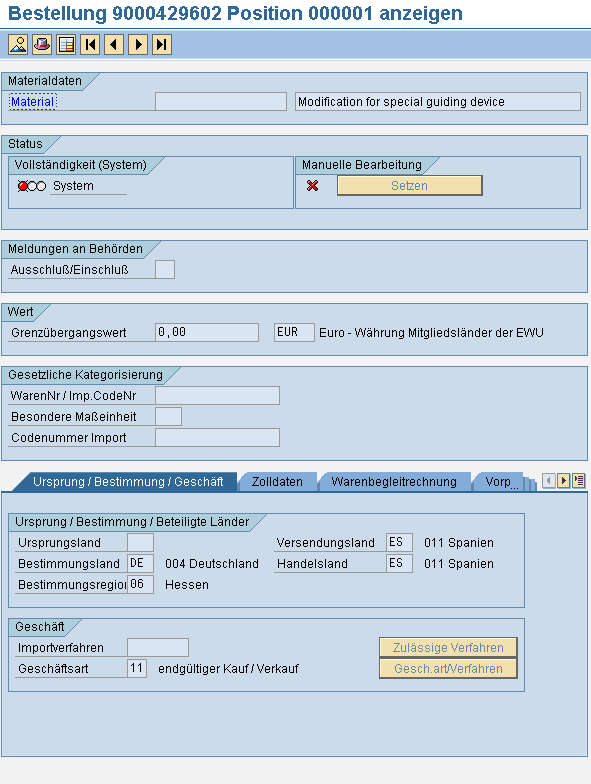 Bestellung 9000429602 Position 000001 anzeigen
Materialdaten
Material Modification for special guiding device
Status
Vollständigkeit (System) Manuelle Bearbeitung
System Setzen
Meldungen an Behörden
Ausschluß/Einschluß
Wert
Grenzübergangswert 0,00 EUR Euro - Währung Mitgliedsländer der EWU
Gesetzliche Kategorisierung
WarenNr / Imp.CodeNr
Besondere Maßeinheit
Codenummer Import
Ursprung / Bestimmung / Geschäft Zolldaten Warenbegleitrechnung Vorp...
Ursprung / Bestimmung / Beteiligte Länder
Ursprungsland Versendungsland ES 011 Spanien
Bestimmungsland DE 004 Deutschland Handelsland ES 011 Spanien
Bestimmungsregio 06 Hessen
Geschäft
Importverfahren Zulässige Verfahren
Geschäftsart 11 endgültiger Kauf / Verkauf Gesch.art/Verfahren